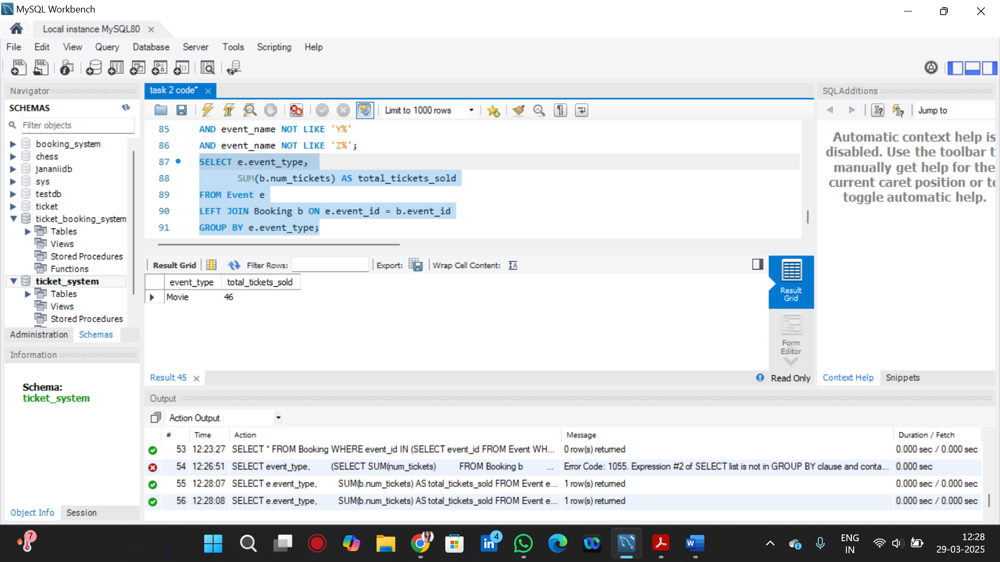 MySQL Workbench
Local instance MySQL80
File Edit View Query Database Server Tools Scripting Help
SQL SQL
Navigator
SCHEMAS
Filter objects
booking_system
chess
jananiidb
sys
testdb
ticket
ticket_booking_system
Tables
Views
Stored Procedures
Functions
ticket_system
Tables
Views
Stored Procedures
Administration Schemas
Information
Schema:
ticket_system
Object Info Session
task 2 code*
Limit to 1000 rows
85 AND event_name NOT LIKE 'Y%'
86 AND event_name NOT LIKE 'Z%';
87 SELECT e.event_type,
88 SUM(b.num_tickets) AS total_tickets_sold
89 FROM Event e
90 LEFT JOIN Booking b ON e.event_id = b.event_id
91 GROUP BY e.event_type;
Result Grid Filter Rows: Export: Wrap Cell Content: IA
event_type total_tickets_sold
Movie 46
Result Grid
Form Editor
Result 45
Read Only
SQLAdditions
Jump to
Automatic context help is
disabled. Use the toolbar t
manually get help for the
current caret position or to
toggle automatic help.
Context Help Snippets
Output
Action Output
# Time Action Message Duration / Fetch
53 12:23:27 SELECT * FROM Booking WHERE event_id IN (SELECT event_id FROM Event WH... 0 row(s) returned 0.000 sec / 0.000 sec
54 12:26:51 SELECT event_type, (SELECT SUM(num_tickets) FROM Booking b ... Error Code: 1055. Expression #2 of SELECT list is not in GROUP BY clause and conta... 0.000 sec
55 12:28:07 SELECT e.event_type, SUM(b.num_tickets) AS total_tickets_sold FROM Event e... 1 row(s) returned 0.000 sec / 0.000 sec
56 12:28:08 SELECT e.event_type, SUM(b.num_tickets) AS total_tickets_sold FROM Event e... 1 row(s) returned 0.000 sec / 0.000 sec
7
in 4
W
ENG
IN
12:28
29-03-2025